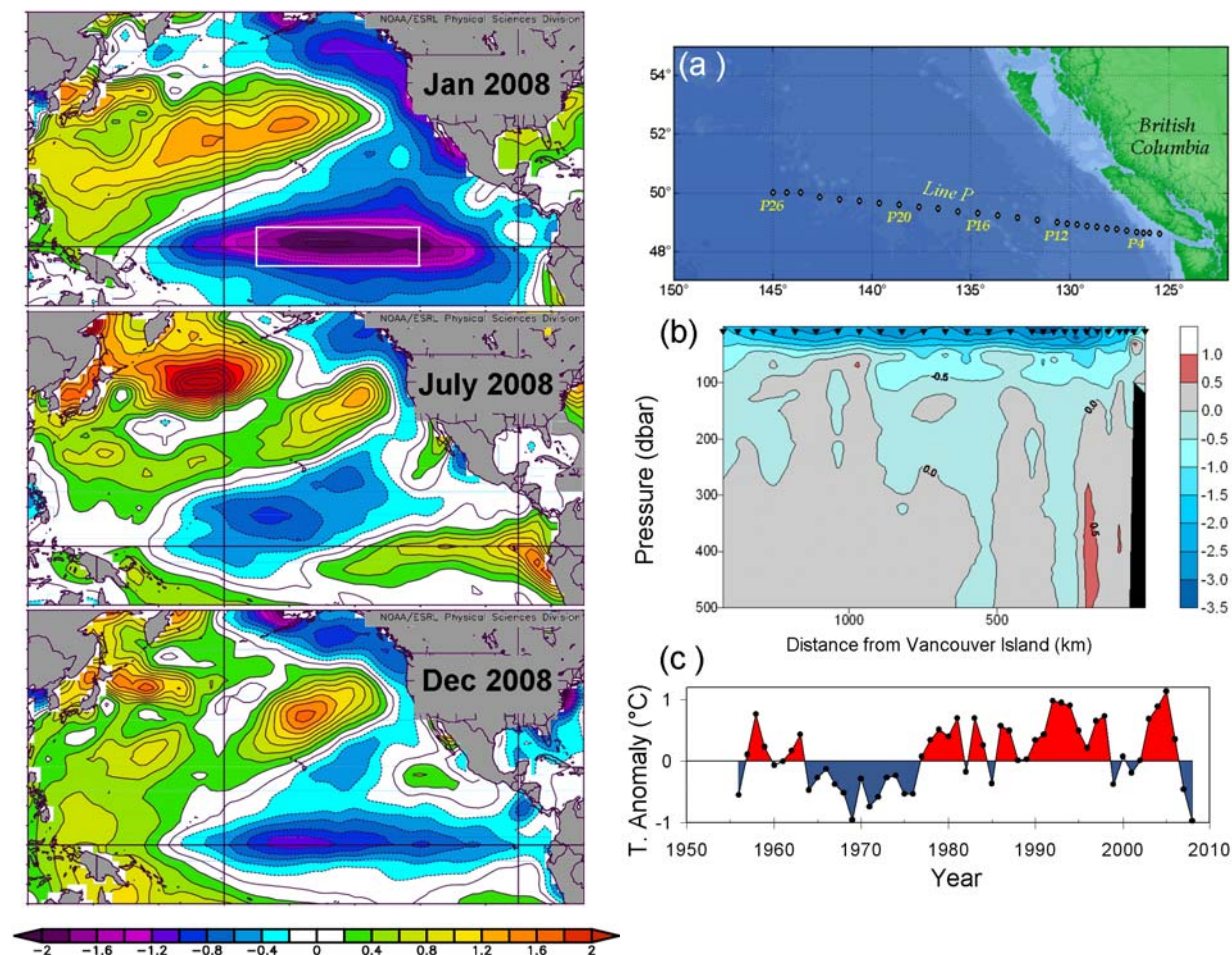 NOAA/ESRL Physical Sciences Division
Jan 2008
NOAA/ESRL Physical Sciences Division
July 2008
NOAA/ESRL Physical Sciences Division
Dec 2008
-2 -1.6 -1.2 -0.8 -0.4 0 0.4 0.8 1.2 1.6 2
(a)
54°
52°
50°
48°
British
Columbia
Line P
P26 P20 P16 P12 P4
150° 145° 140° 135° 130° 125°
(b)
Pressure (dbar)
100
200
300
400
500
-0.5
0.0
0.0
0.5
1000 500
Distance from Vancouver Island (km)
1.0
0.5
0.0
-0.5
-1.0
-1.5
-2.0
-2.5
-3.0
-3.5
(c)
T. Anomaly (°C)
1
0
-1
1950 1960 1970 1980 1990 2000 2010
Year